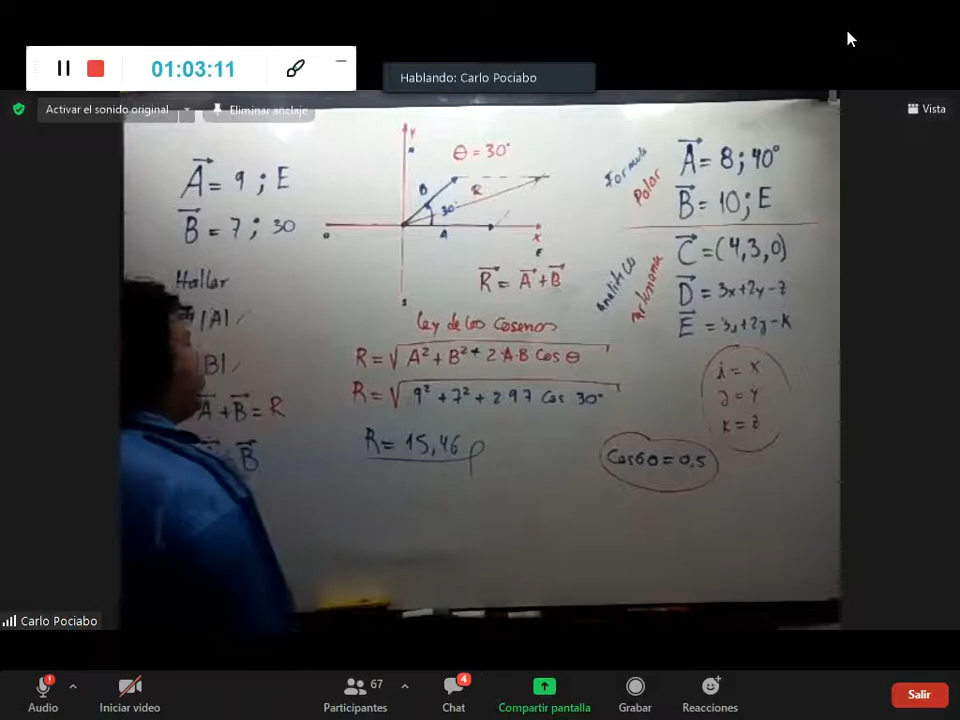 01:03:11
Hablando: Carlo Pociabo
Activar el sonido original
Eliminar anclaje
Vista
A = 9 ; E
B = 7 ; 30
Hallar
|A|
|B|
A + B = R
B
Y
N
θ = 30°
B
R
30°
A
X
E
O
S
R = A + B
Ley de los Cosenos
R = √A² + B² + 2 A·B Cos θ
R = √9² + 7² + 2 9 7 Cos 30°
R = 15,46
Formula
Polar
A = 8 ; 40°
B = 10 ; E
Analitica
C = (4,3,0)
D = 3x+2y-z
E = 3i+2j-k
i = x
j = y
k = z
Cos60 = 0,5
Carlo Pociabo
Audio
Iniciar video
67
Participantes
4
Chat
Compartir pantalla
Grabar
Reacciones
Salir